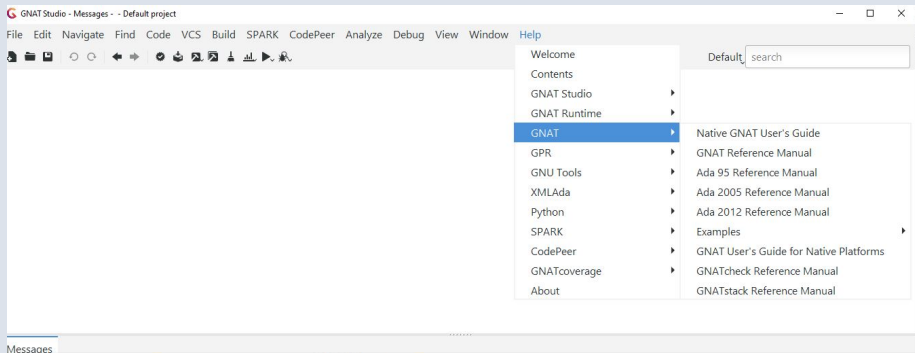 GNAT Studio - Messages - - Default project
File Edit Navigate Find Code VCS Build SPARK CodePeer Analyze Debug View Window Help
Default search
Welcome
Contents
GNAT Studio
GNAT Runtime
GNAT
GPR
GNU Tools
XMLAda
Python
SPARK
CodePeer
GNATcoverage
About
Native GNAT User's Guide
GNAT Reference Manual
Ada 95 Reference Manual
Ada 2005 Reference Manual
Ada 2012 Reference Manual
Examples
GNAT User's Guide for Native Platforms
GNATcheck Reference Manual
GNATstack Reference Manual
Messages